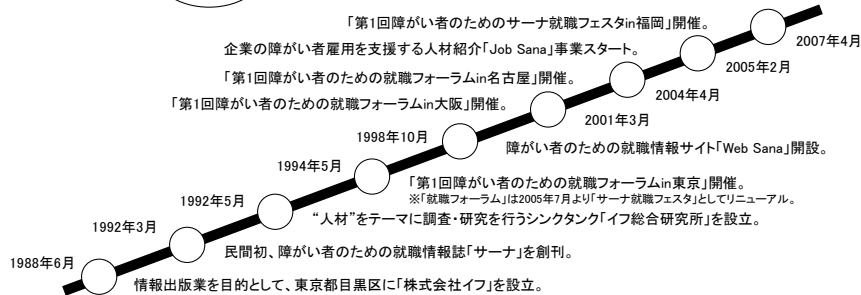 「第1回障がい者のためのサーナ就職フェスタin福岡」開催。
2007年4月
企業の障がい者雇用を支援する人材紹介「Job Sana」事業スタート。
2005年2月
「第1回障がい者のための就職フォーラムin名古屋」開催。
2004年4月
「第1回障がい者のための就職フォーラムin大阪」開催。
2001年3月
1998年10月
障がい者のための就職情報サイト「Web Sana」開設。
1994年5月
「第1回障がい者のための就職フォーラムin東京」開催。
※「就職フォーラム」は2005年7月より「サーナ就職フェスタ」としてリニューアル。
1992年5月
“人材”をテーマに調査・研究を行うシンクタンク「イフ総合研究所」を設立。
1992年3月
民間初、障がい者のための就職情報誌「サーナ」を創刊。
1988年6月
情報出版業を目的として、東京都目黒区に「株式会社イフ」を設立。